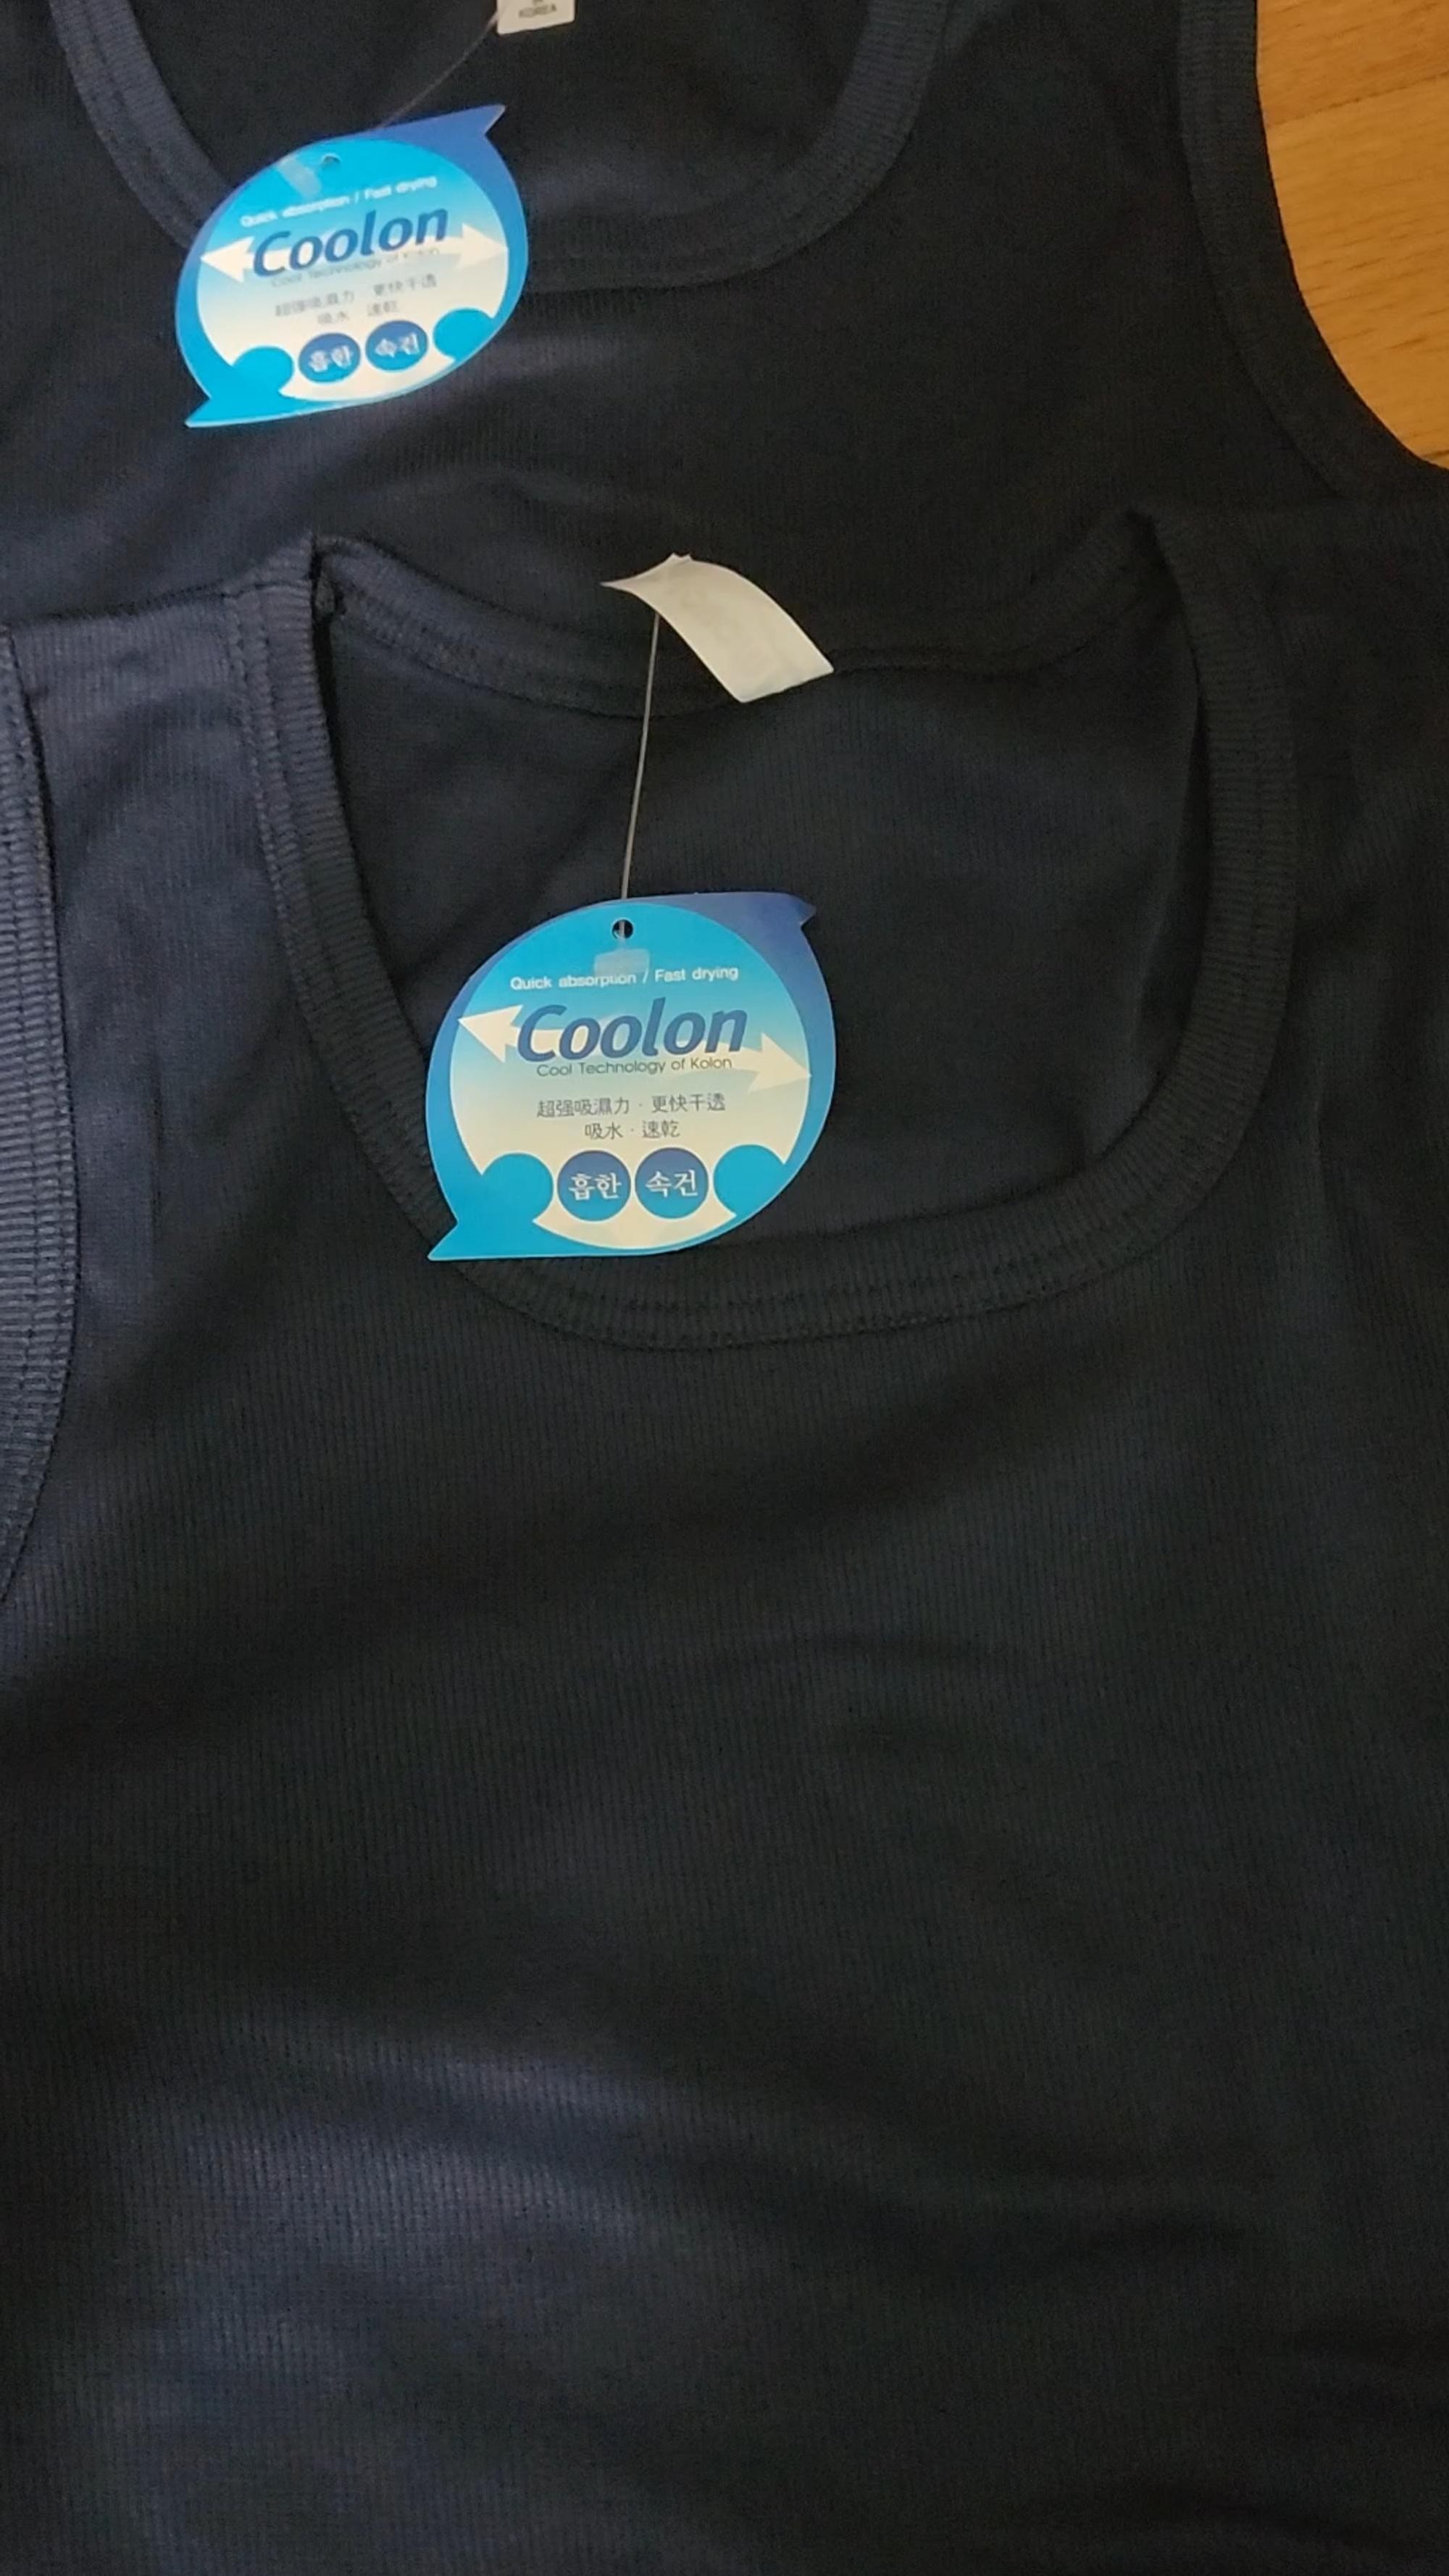 KOREA
Quick absorption / Fast drying
Coolon
Cool Technology of Kolon
超强吸濕力 更快干透
吸水 速乾
흡한 속건
Quick absorption / Fast drying
Coolon
Cool Technology of Kolon
超强吸濕力 · 更快干透
吸水 · 速乾
흡한 속건